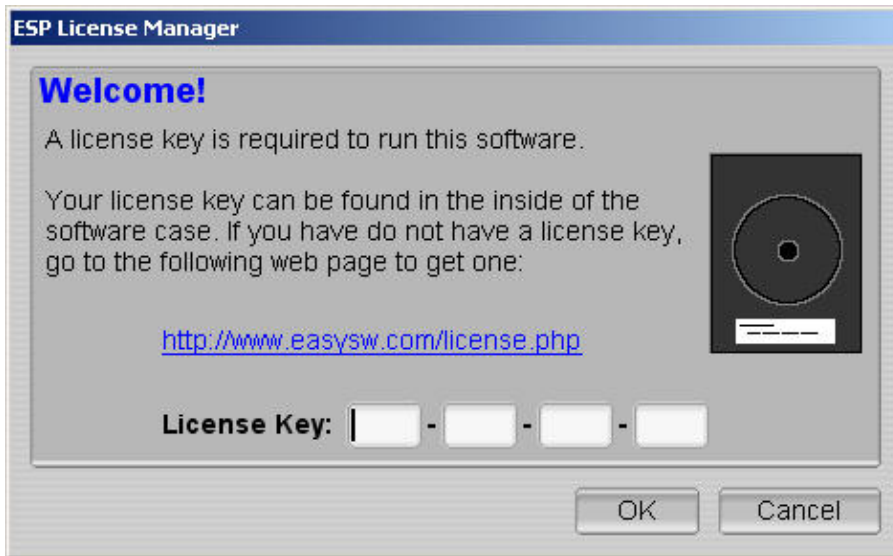 ESP License Manager
Welcome!
A license key is required to run this software.
Your license key can be found in the inside of the
software case. If you have do not have a license key,
go to the following web page to get one:
http://www.easysw.com/license.php
License Key: - - -
OK Cancel